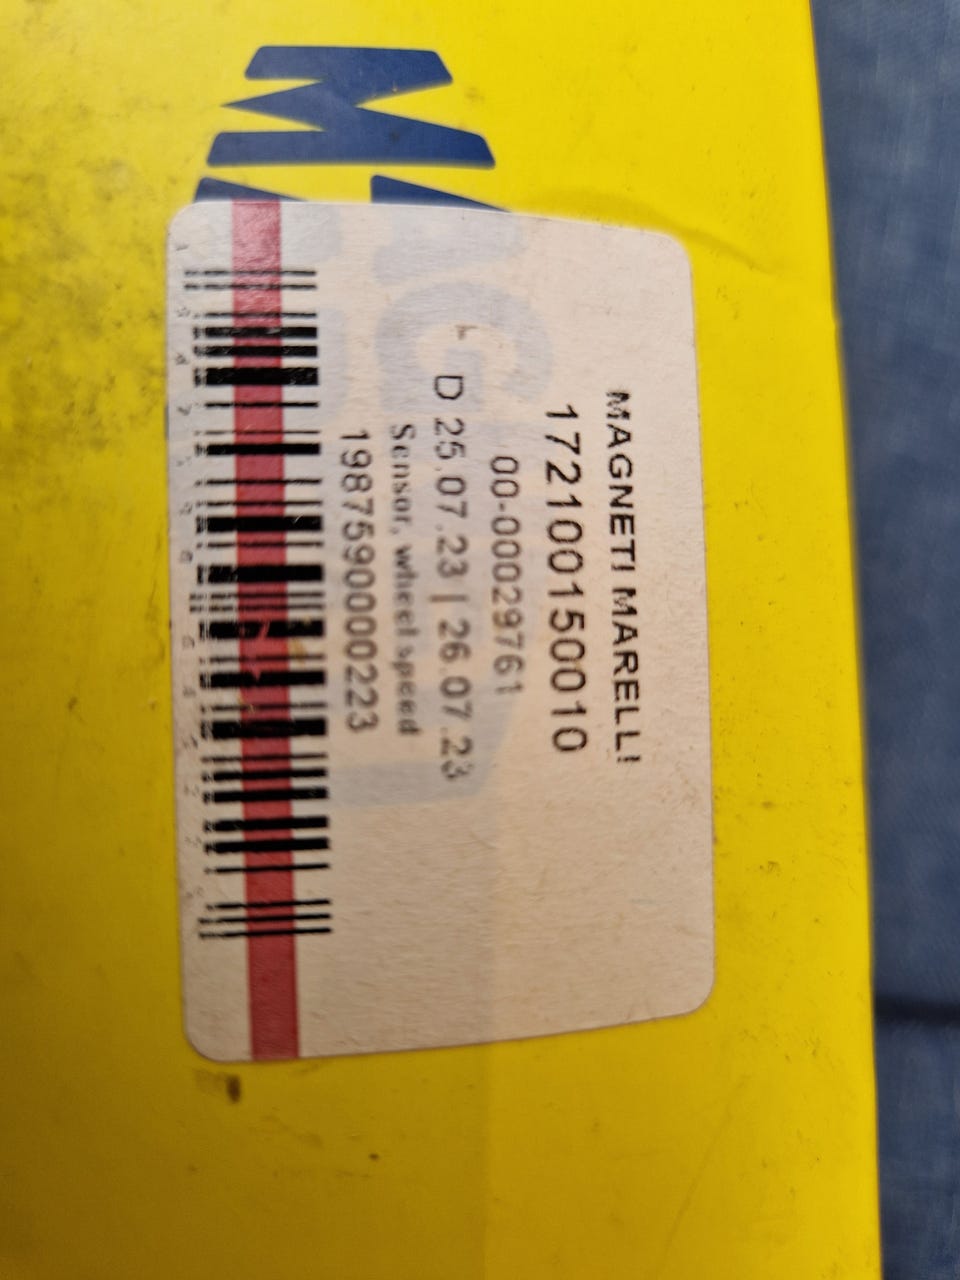 MAGNETI MARELLI
172100150010
00-00029761
D 25.07.23 | 26.07.23
Sensor, wheel speed
1987590000223